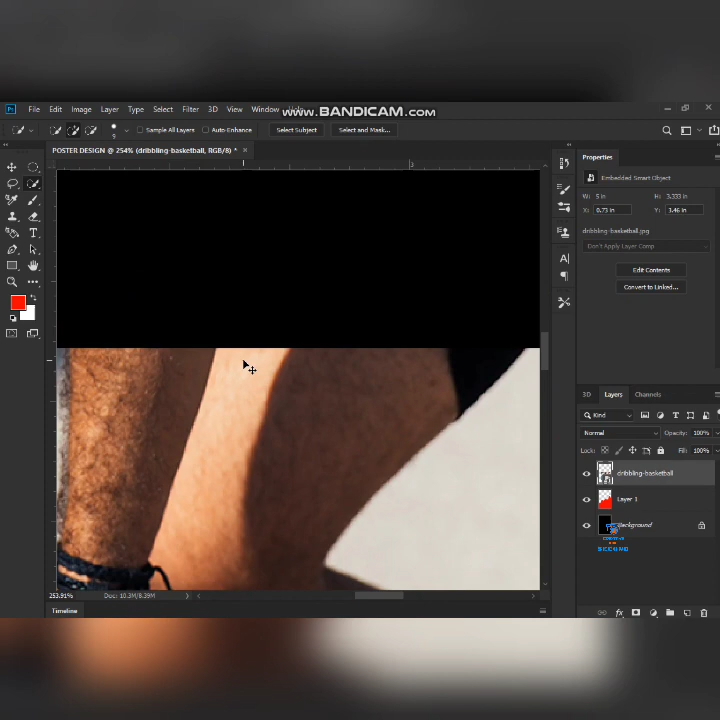 Ps File Edit Image Layer Type Select Filter 3D View Window
www.BANDICAM.com
9 Sample All Layers Auto Enhance Select Subject Select and Mask...
POSTER DESIGN @ 254% (dribbling-basketball, RGB/8) * ×
3
Properties
Embedded Smart Object
W: 5 in H: 3.333 in
X: 0.73 in Y: 3.46 in
dribbling-basketball.jpg
Don't Apply Layer Comp
Edit Contents
Convert to Linked...
3D Layers Channels
Kind
Normal Opacity: 100%
Lock: Fill: 100%
dribbling-basketball
Layer 1
253.91% Doc: 10.3M/8.39M
Timeline